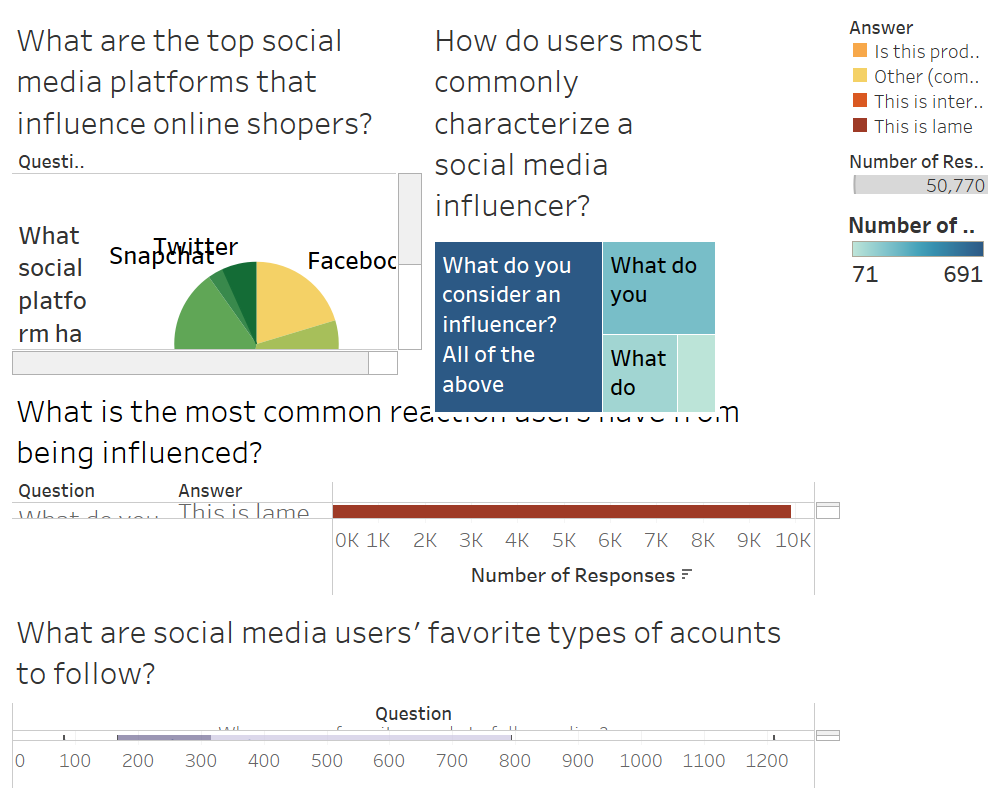 What are the top social
media platforms that
influence online shopers?
Questi..
What
social
platfo
rm ha
Snapchat
Twitter
Faceboo
How do users most
commonly
characterize a
social media
influencer?
What do you
consider an
influencer?
All of the
above
What do
you
What
do
Answer
Is this prod..
Other (com..
This is inter..
This is lame
Number of Res..
50,770
Number of ..
71 691
What is the most common reaction users have from
being influenced?
Question Answer
What do you This is lame
0K 1K 2K 3K 4K 5K 6K 7K 8K 9K 10K
Number of Responses
What are social media users’ favorite types of acounts
to follow?
Question
0 100 200 300 400 500 600 700 800 900 1000 1100 1200